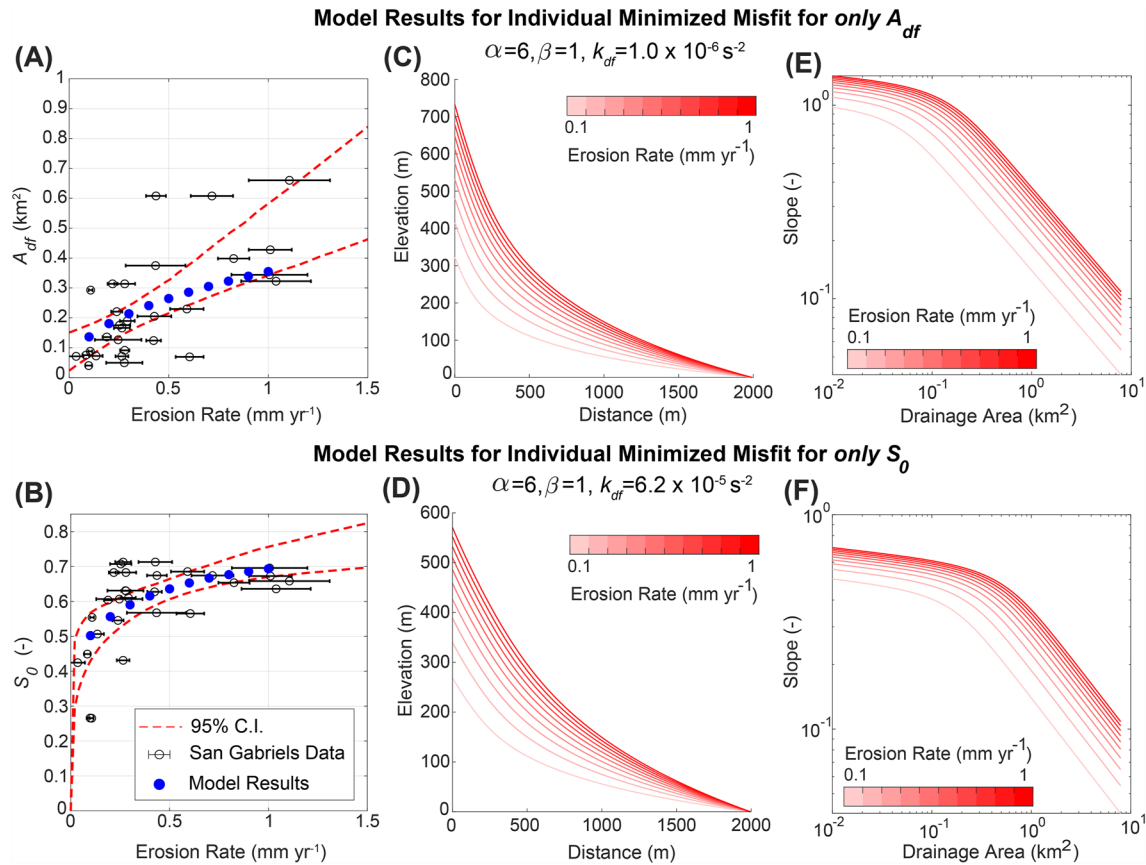 Model Results for Individual Minimized Misfit for only A_df
α=6, β=1, k_df=1.0 x 10⁻⁶ s⁻²
(A)
1
0.9
0.8
0.7
0.6
0.5
0.4
0.3
0.2
0.1
0
A_df (km²)
0
0.5
1
1.5
Erosion Rate (mm yr⁻¹)
(C)
800
700
600
500
400
300
200
100
0
Elevation (m)
0.1
1
Erosion Rate (mm yr⁻¹)
0
500
1000
1500
2000
Distance (m)
(E)
10⁰
10⁻¹
Slope (-)
Erosion Rate (mm yr⁻¹)
0.1
1
10⁻²
10⁻¹
10⁰
10¹
Drainage Area (km²)
Model Results for Individual Minimized Misfit for only S₀
α=6, β=1, k_df=6.2 x 10⁻⁵ s⁻²
(B)
0.8
0.7
0.6
0.5
0.4
0.3
0.2
0.1
0
S₀ (-)
95% C.I.
San Gabriels Data
Model Results
0
0.5
1
1.5
Erosion Rate (mm yr⁻¹)
(D)
600
500
400
300
200
100
0
Elevation (m)
0.1
1
Erosion Rate (mm yr⁻¹)
0
500
1000
1500
2000
Distance (m)
(F)
10⁰
10⁻¹
Slope (-)
Erosion Rate (mm yr⁻¹)
0.1
1
10⁻²
10⁻¹
10⁰
10¹
Drainage Area (km²)